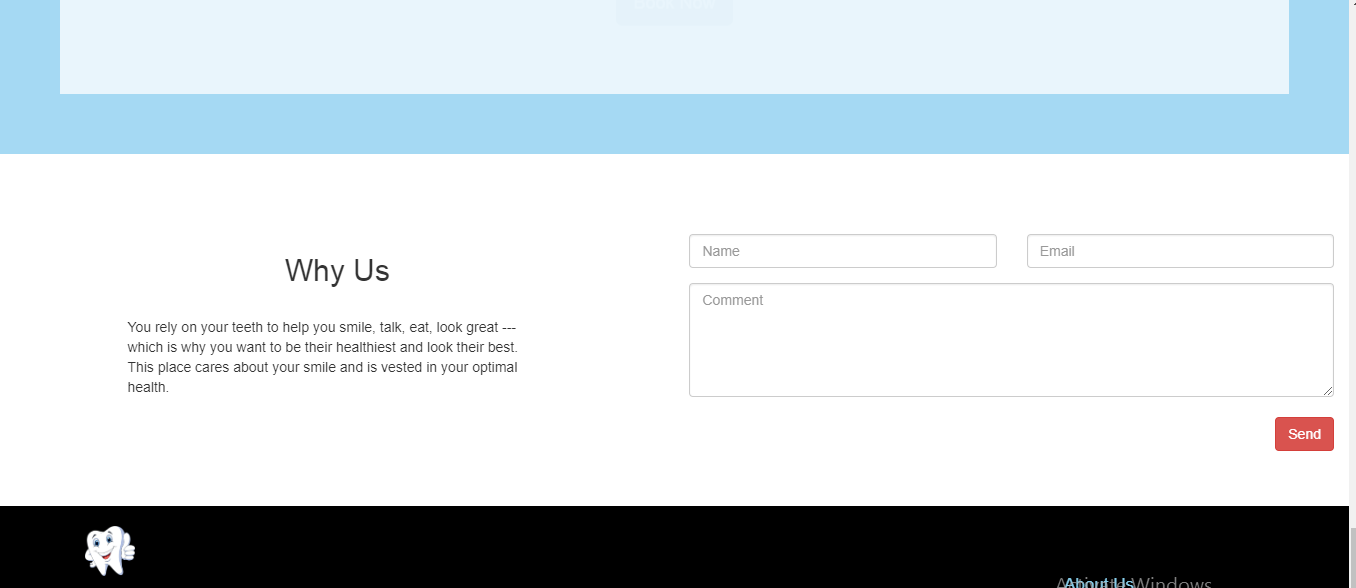 Book Now
Why Us
You rely on your teeth to help you smile, talk, eat, look great ---
which is why you want to be their healthiest and look their best.
This place cares about your smile and is vested in your optimal
health.
Name
Email
Comment
Send
About Us
Activate Windows